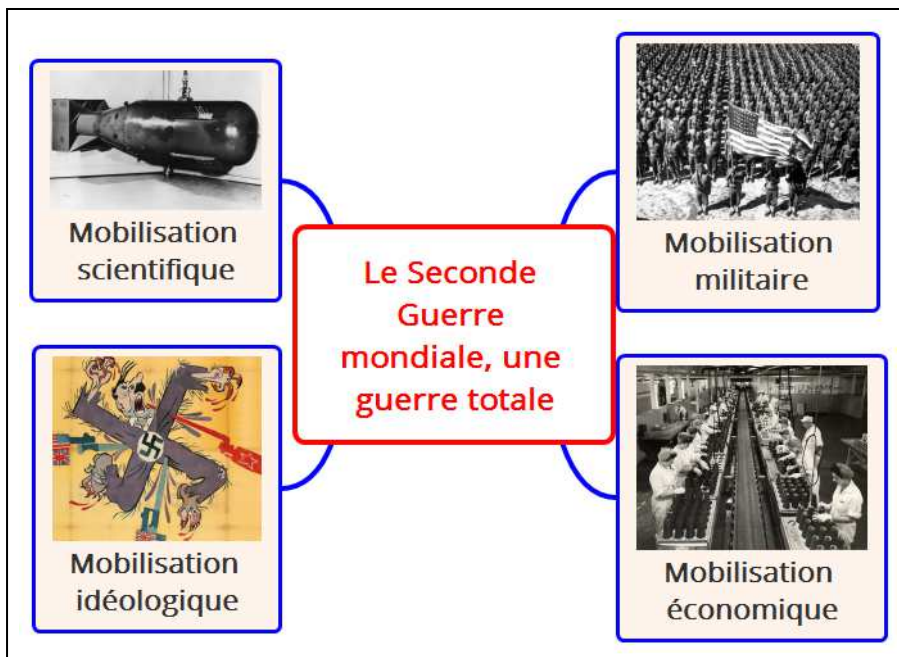 Mobilisation
scientifique
Mobilisation
militaire
Le Seconde
Guerre
mondiale, une
guerre totale
Mobilisation
idéologique
Mobilisation
économique